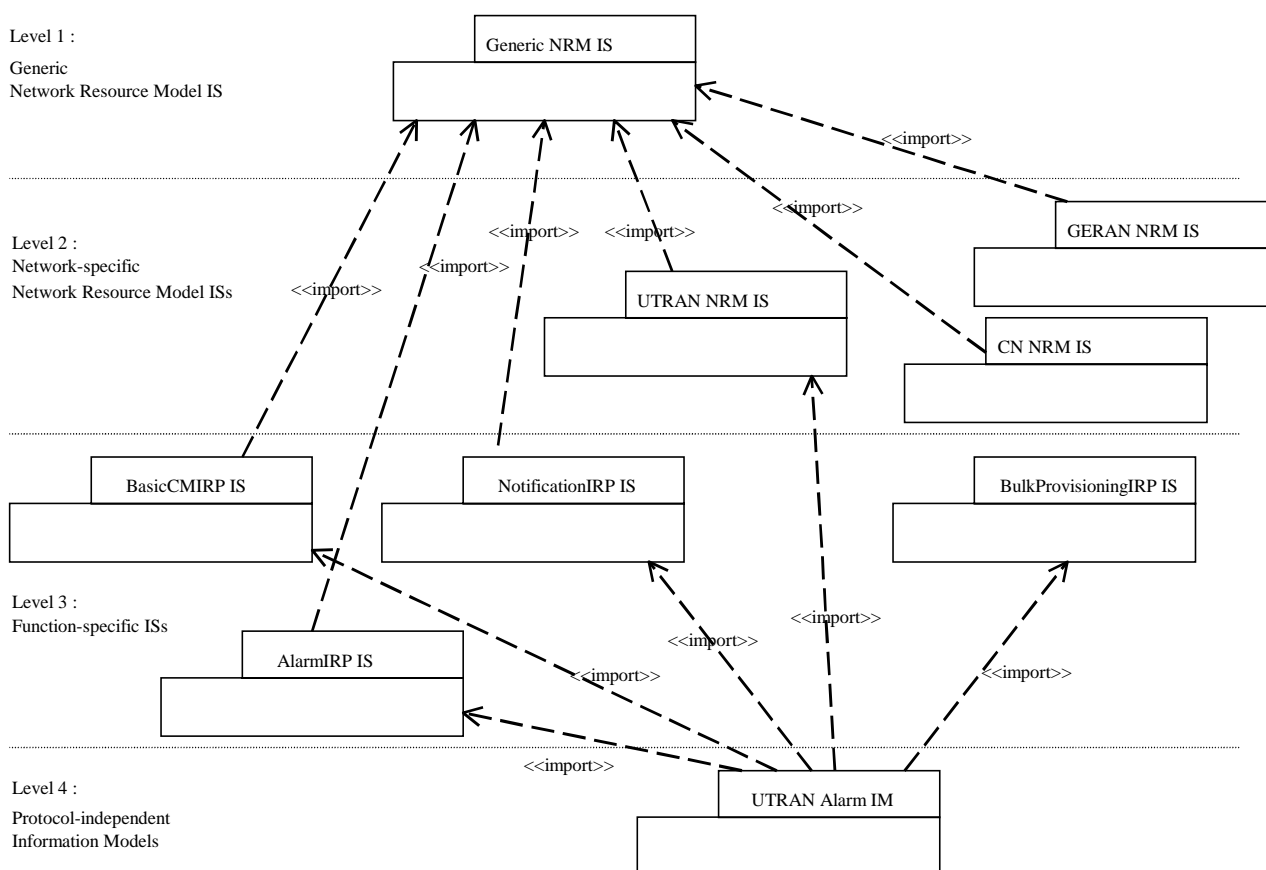 Level 1 :
Generic
Network Resource Model IS
Generic NRM IS
<<import>>
Level 2 :
Network-specific
Network Resource Model ISs
<<import>>
GERAN NRM IS
<<import>>
<<import>>
<<import>>
<<import>>
UTRAN NRM IS
CN NRM IS
BasicCMIRP IS
NotificationIRP IS
BulkProvisioningIRP IS
Level 3 :
Function-specific ISs
<<import>>
<<import>>
AlarmIRP IS
<<import>>
<<import>>
Level 4 :
Protocol-independent
Information Models
<<import>>
UTRAN Alarm IM